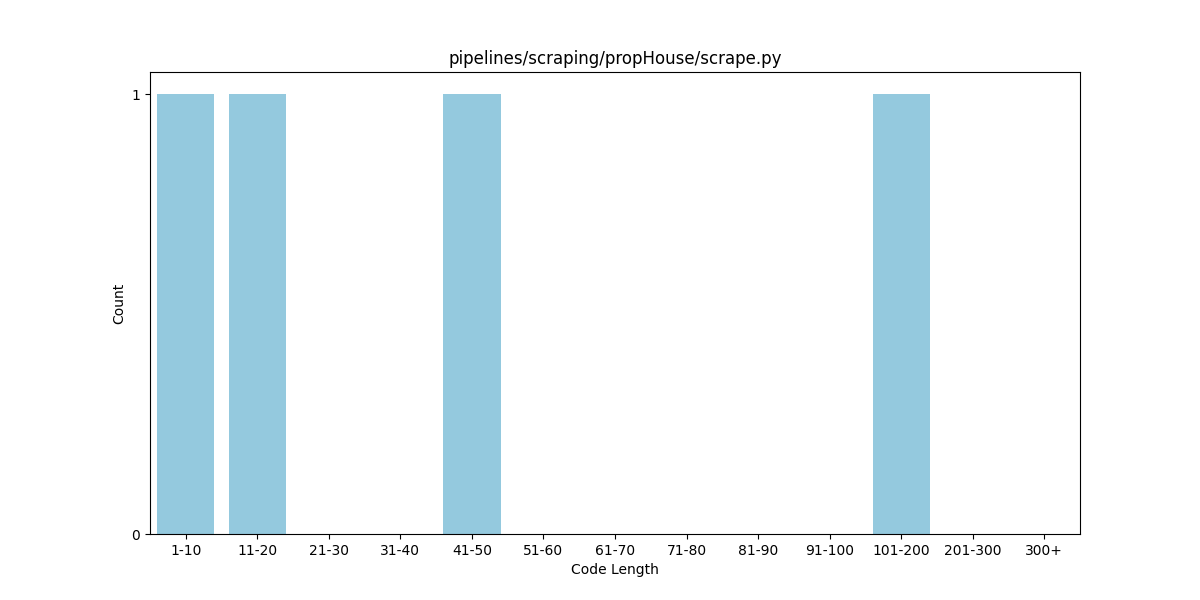 pipelines/scraping/propHouse/scrape.py
1
Count
0
1-10 11-20 21-30 31-40 41-50 51-60 61-70 71-80 81-90 91-100 101-200 201-300 300+
Code Length